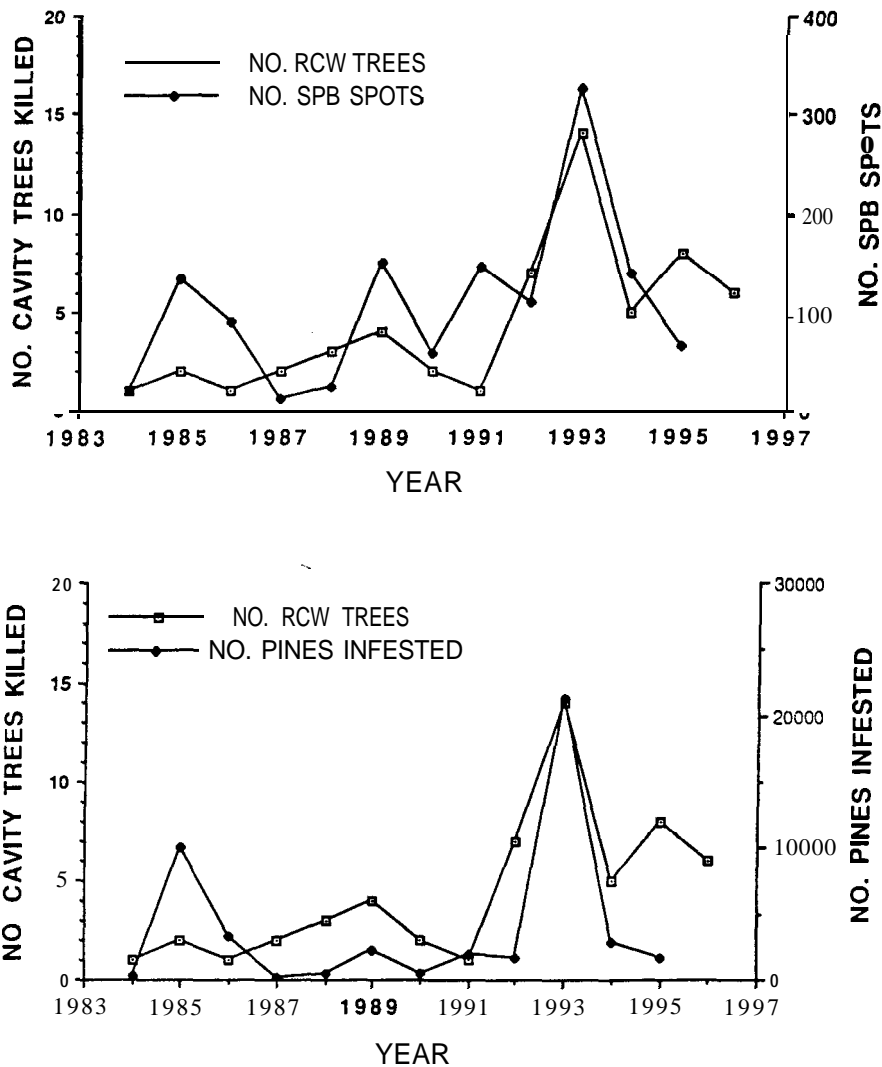 20
400
NO. CAVITY TREES KILLED
NO. RCW TREES
NO. SPB SPOTS
15
300
NO. SPB SPOTS
10
200
5
100
1983 1985 1987 1989 1991 1993 1995 1997
YEAR
20
30000
NO CAVITY TREES KILLED
NO. RCW TREES
NO. PINES INFESTED
15
20000
NO. PINES INFESTED
10
10000
5
0
0
1983 1985 1987 1989 1991 1993 1995 1997
YEAR